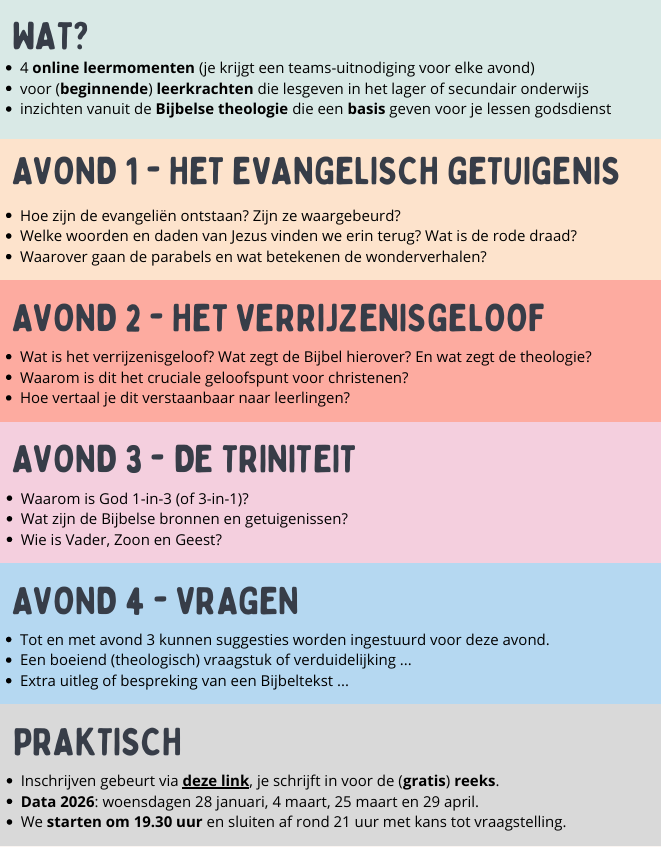 WAT?
• 4 online leermomenten (je krijgt een teams-uitnodiging voor elke avond)
• voor (beginnende) leerkrachten die lesgeven in het lager of secundair onderwijs
• inzichten vanuit de Bijbelse theologie die een basis geven voor je lessen godsdienst
AVOND 1 - HET EVANGELISCH GETUIGENIS
• Hoe zijn de evangeliën ontstaan? Zijn ze waargebeurd?
• Welke woorden en daden van Jezus vinden we erin terug? Wat is de rode draad?
• Waarover gaan de parabels en wat betekenen de wonderverhalen?
AVOND 2 - HET VERRIJZENISGELOOF
• Wat is het verrijzenisgeloof? Wat zegt de Bijbel hierover? En wat zegt de theologie?
• Waarom is dit het cruciale geloofspunt voor christenen?
• Hoe vertaal je dit verstaanbaar naar leerlingen?
AVOND 3 - DE TRINITEIT
• Waarom is God 1-in-3 (of 3-in-1)?
• Wat zijn de Bijbelse bronnen en getuigenissen?
• Wie is Vader, Zoon en Geest?
AVOND 4 - VRAGEN
• Tot en met avond 3 kunnen suggesties worden ingestuurd voor deze avond.
• Een boeiend (theologisch) vraagstuk of verduidelijking ...
• Extra uitleg of bespreking van een Bijbeltekst ...
PRAKTISCH
• Inschrijven gebeurt via deze link, je schrijft in voor de (gratis) reeks.
• Data 2026: woensdagen 28 januari, 4 maart, 25 maart en 29 april.
• We starten om 19.30 uur en sluiten af rond 21 uur met kans tot vraagstelling.